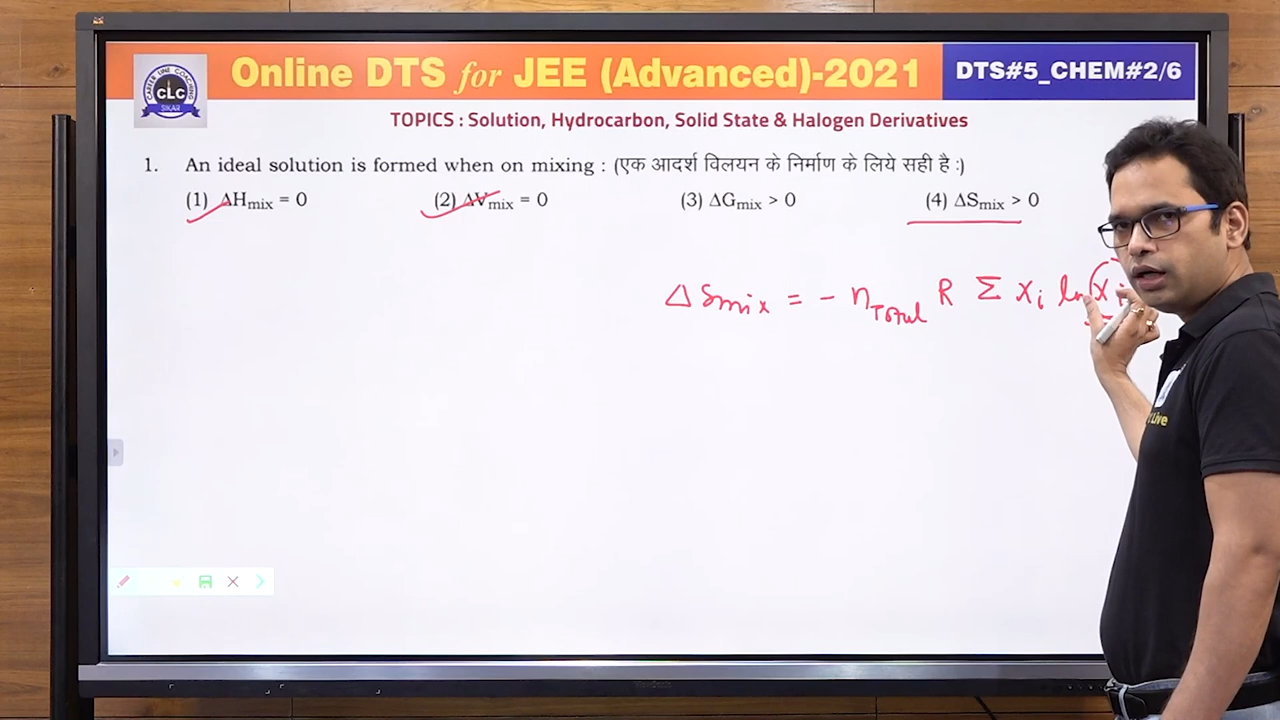 Online DTS for JEE (Advanced)-2021
DTS#5_CHEM#2/6
CAREER LINE COACHING
CLC
SIKAR
TOPICS : Solution, Hydrocarbon, Solid State & Halogen Derivatives
1. An ideal solution is formed when on mixing : (एक आदर्श विलयन के निर्माण के लिये सही है :)
(1) ΔHmix = 0 (2) ΔVmix = 0 (3) ΔGmix > 0 (4) ΔSmix > 0
Δ Smix = - nTotal R Σ xi ln(xi
Live